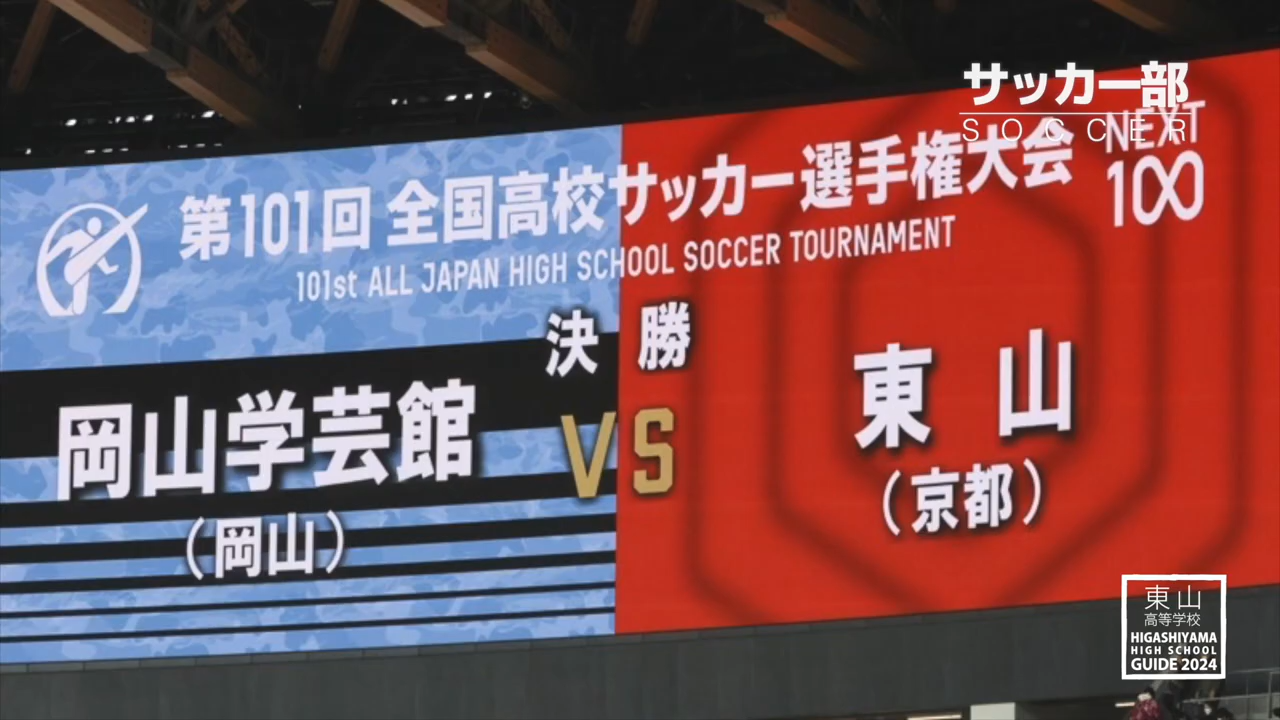 サッカー部
SOCCER
NEXT
100
第101回 全国高校サッカー選手権大会
101st ALL JAPAN HIGH SCHOOL SOCCER TOURNAMENT
決勝
岡山学芸館
(岡山)
VS
東山
(京都)
東山
高等学校
HIGASHIYAMA
HIGH SCHOOL
GUIDE 2024